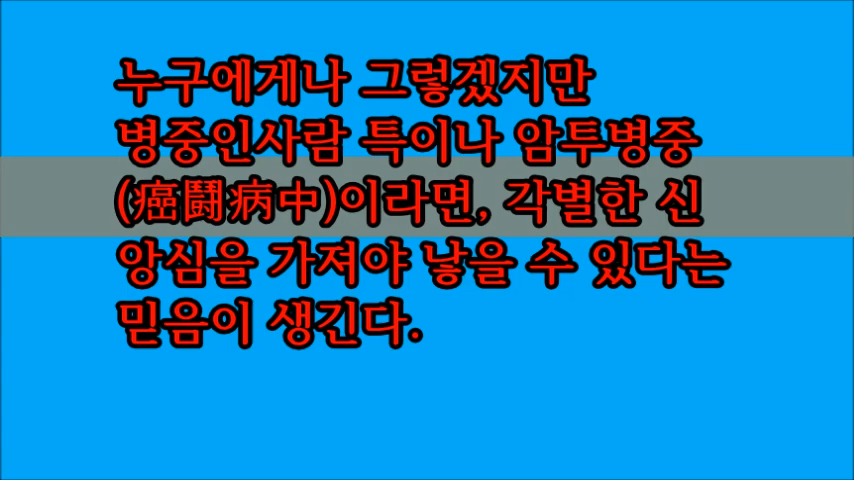 누구에게나 그렇겠지만
병중인사람 특이나 암투병중
(癌鬪病中)이라면, 각별한 신
앙심을 가져야 낳을 수 있다는
믿음이 생긴다.